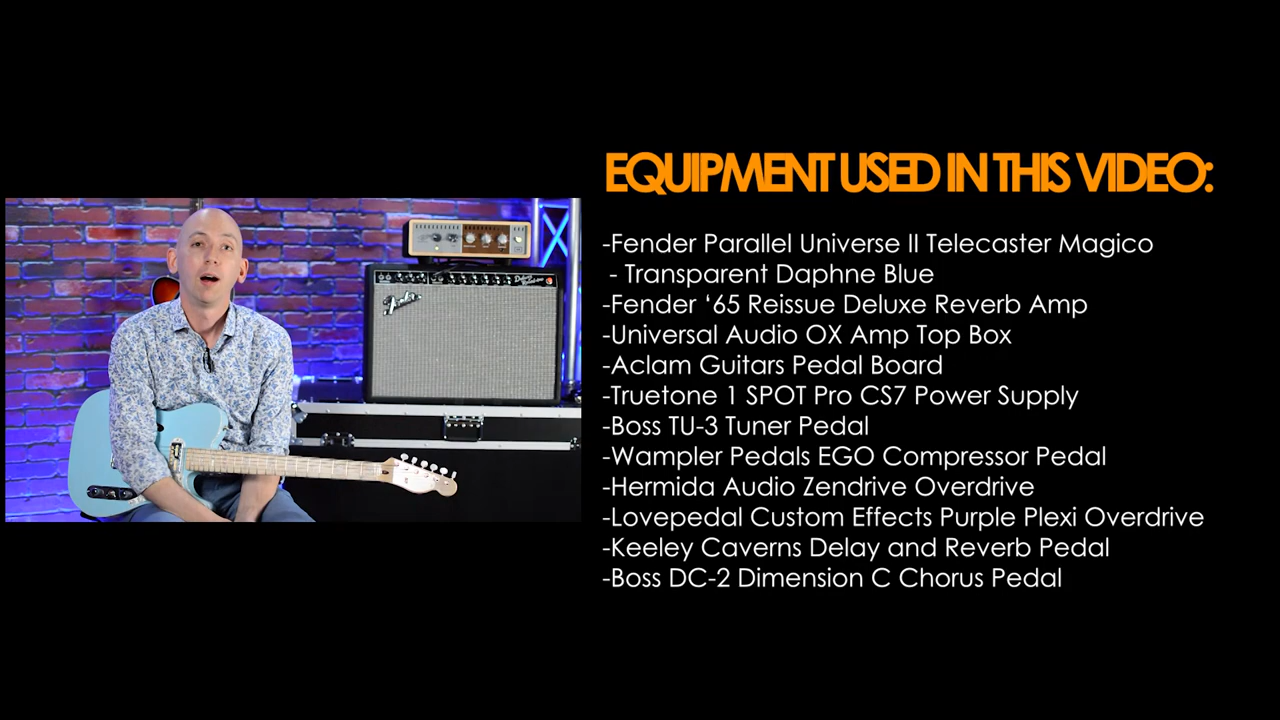 EQUIPMENT USED IN THIS VIDEO:
-Fender Parallel Universe II Telecaster Magico
- Transparent Daphne Blue
-Fender ‘65 Reissue Deluxe Reverb Amp
-Universal Audio OX Amp Top Box
-Aclam Guitars Pedal Board
-Truetone 1 SPOT Pro CS7 Power Supply
-Boss TU-3 Tuner Pedal
-Wampler Pedals EGO Compressor Pedal
-Hermida Audio Zendrive Overdrive
-Lovepedal Custom Effects Purple Plexi Overdrive
-Keeley Caverns Delay and Reverb Pedal
-Boss DC-2 Dimension C Chorus Pedal
Fender